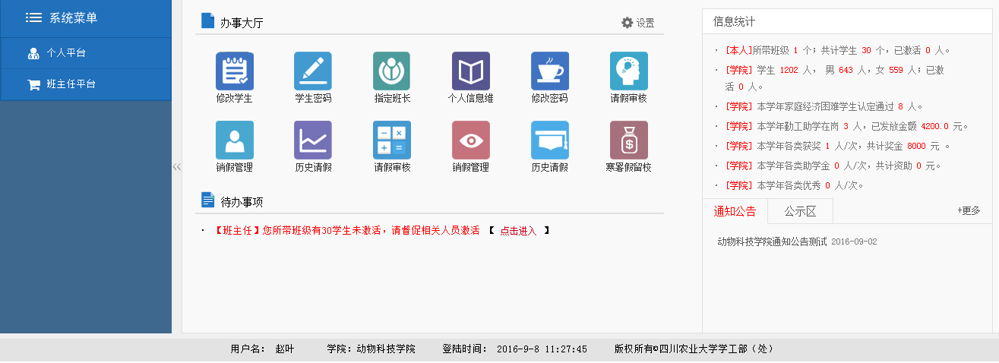 系统菜单
个人平台
班主任平台
办事大厅
设置
修改学生
学生密码
指定班长
个人信息维
修改密码
请假审核
销假管理
历史请假
请假审核
销假管理
历史请假
寒暑假留校
待办事项
· 【班主任】您所带班级有30学生未激活，请督促相关人员激活 【 点击进入 】
信息统计
· [本人]所带班级 1 个；共计学生 30 个，已激活 0 人。
· [学院] 学生 1202 人， 男 643 人，女 559 人；已激
活 0 人。
· [学院] 本学年家庭经济困难学生认定通过 8 人。
· [学院] 本学年勤工助学在岗 3 人，已发放金额 4200.0 元。
· [学院] 本学年各类获奖 1 人/次，共计奖金 8000 元 。
· [学院] 本学年各类助学金 0 人/次，共计资助 0 元。
· [学院] 本学年各类优秀 0 人/次。
通知公告 公示区 +更多
动物科技学院通知公告测试 2016-09-02
用户名： 赵叶 学院：动物科技学院 登陆时间： 2016-9-8 11:27:45 版权所有©四川农业大学学工部（处）